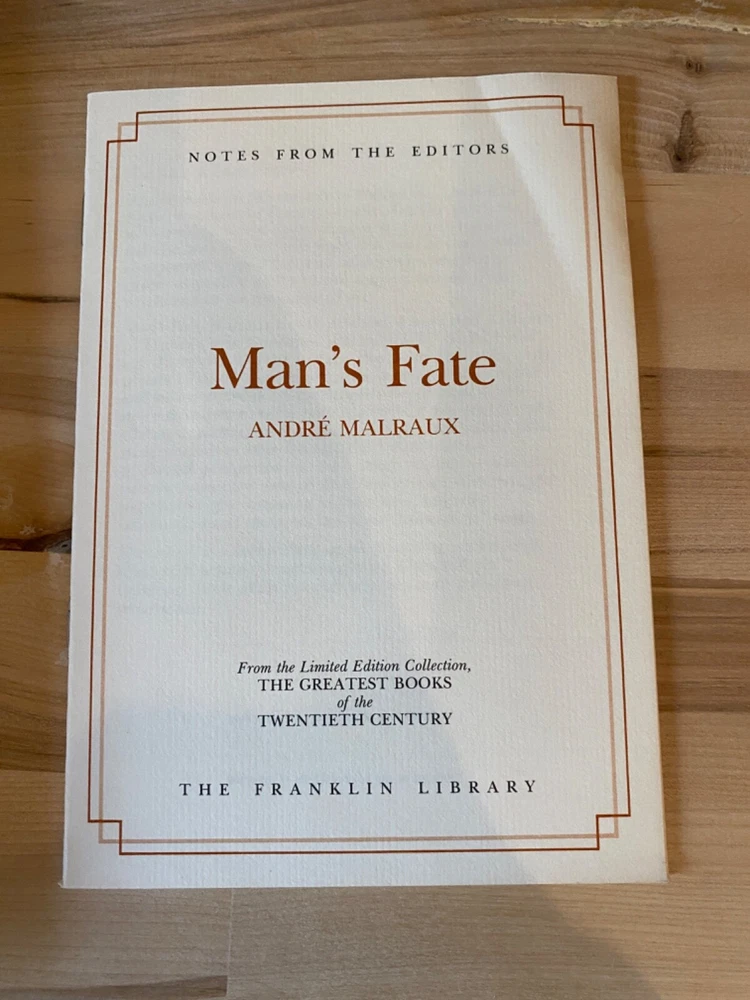 NOTES FROM THE EDITORS
Man's Fate
ANDRÉ MALRAUX
From the Limited Edition Collection,
THE GREATEST BOOKS
of the
TWENTIETH CENTURY
THE FRANKLIN LIBRARY